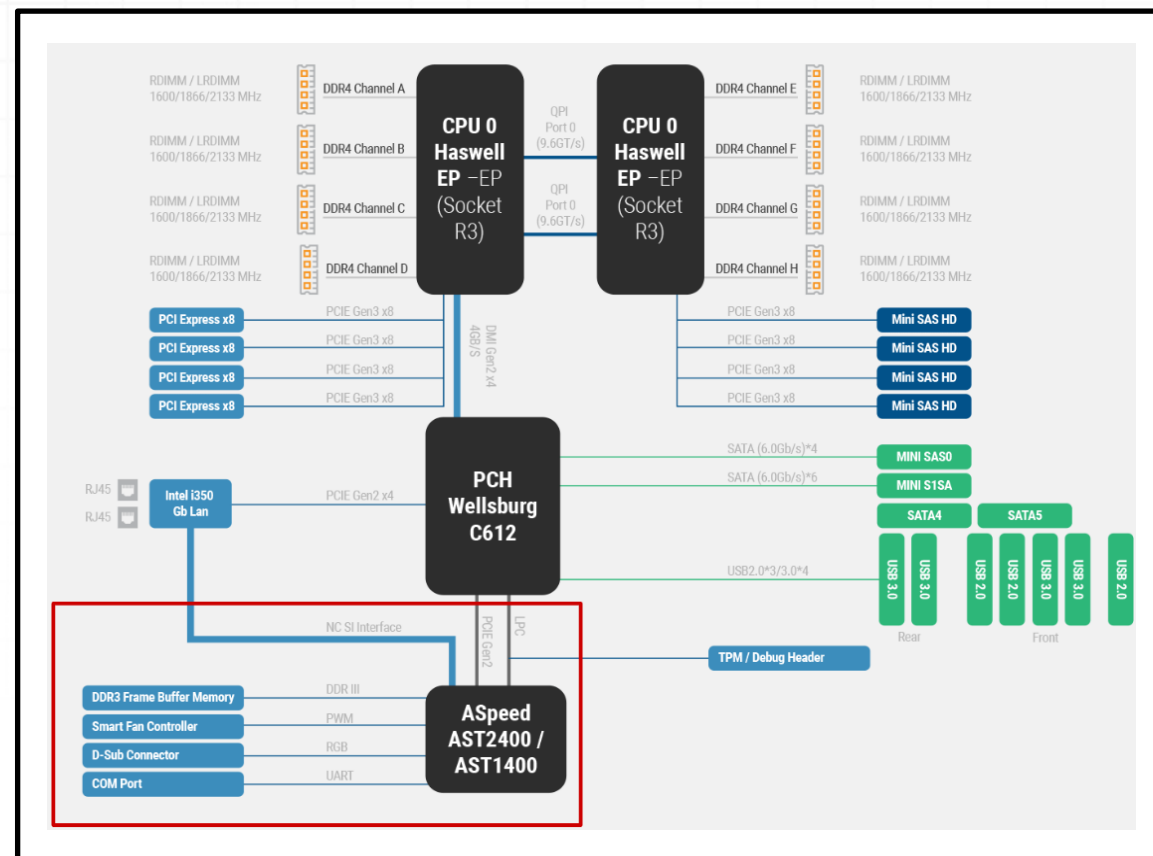 RDIMM / LRDIMM
1600/1866/2133 MHz
DDR4 Channel A
RDIMM / LRDIMM
1600/1866/2133 MHz
DDR4 Channel B
RDIMM / LRDIMM
1600/1866/2133 MHz
DDR4 Channel C
RDIMM / LRDIMM
1600/1866/2133 MHz
DDR4 Channel D
CPU 0
Haswell
EP –EP
(Socket
R3)
QPI
Port 0
(9.6GT/s)
QPI
Port 0
(9.6GT/s)
CPU 0
Haswell
EP –EP
(Socket
R3)
DDR4 Channel E
RDIMM / LRDIMM
1600/1866/2133 MHz
DDR4 Channel F
RDIMM / LRDIMM
1600/1866/2133 MHz
DDR4 Channel G
RDIMM / LRDIMM
1600/1866/2133 MHz
DDR4 Channel H
RDIMM / LRDIMM
1600/1866/2133 MHz
PCI Express x8
PCIE Gen3 x8
PCI Express x8
PCIE Gen3 x8
PCI Express x8
PCIE Gen3 x8
PCI Express x8
PCIE Gen3 x8
DMI Gen2 x4
4GB/S
PCIE Gen3 x8
Mini SAS HD
PCIE Gen3 x8
Mini SAS HD
PCIE Gen3 x8
Mini SAS HD
PCIE Gen3 x8
Mini SAS HD
PCH
Wellsburg
C612
SATA (6.0Gb/s)*4
MINI SAS0
SATA (6.0Gb/s)*6
MINI S1SA
SATA4
SATA5
RJ45
RJ45
Intel i350
Gb Lan
PCIE Gen2 x4
USB2.0*3/3.0*4
USB 3.0
USB 3.0
USB 2.0
USB 2.0
USB 3.0
USB 3.0
USB 2.0
Rear
Front
NC SI Interface
PCIE Gen2
LPC
TPM / Debug Header
DDR3 Frame Buffer Memory
DDR III
Smart Fan Controller
PWM
D-Sub Connector
RGB
COM Port
UART
ASpeed
AST2400 /
AST1400